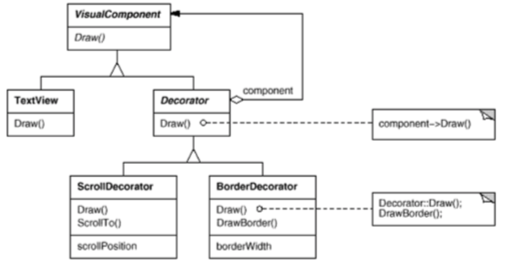 VisualComponent
Draw()
component
TextView
Draw()
Decorator
Draw()
component->Draw()
ScrollDecorator
Draw()
ScrollTo()
scrollPosition
BorderDecorator
Draw()
DrawBorder()
borderWidth
Decorator::Draw();
DrawBorder();